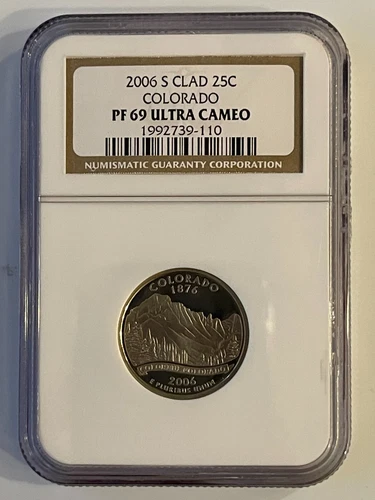 2006 S CLAD 25C
COLORADO
PF 69 ULTRA CAMEO
1992739-110
NUMISMATIC GUARANTY CORPORATION
COLORADO
1876
COLORFUL COLORADO
2006
E PLURIBUS UNUM